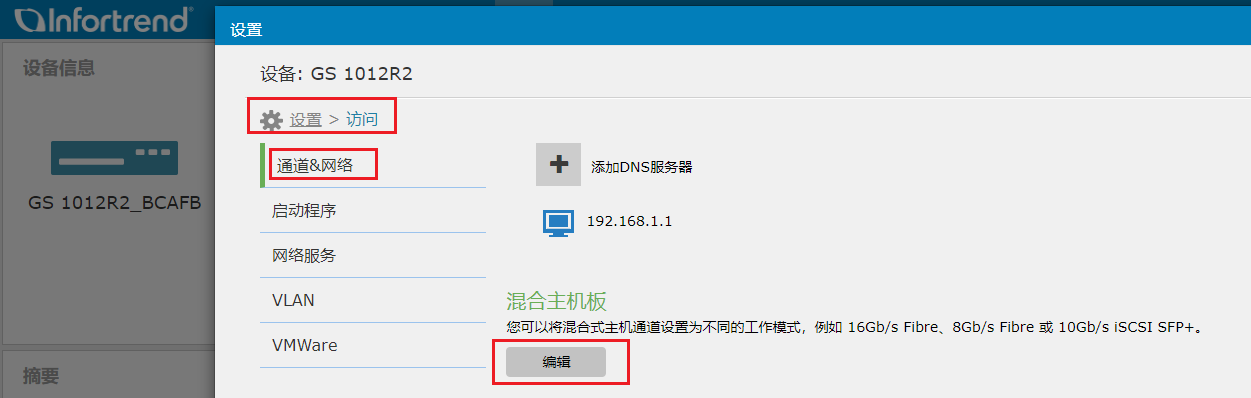 Infortrend
设置
设备信息
设备: GS 1012R2
设置 > 访问
通道&网络
添加DNS服务器
GS 1012R2_BCAFB
启动程序
192.168.1.1
网络服务
VLAN
混合主机板
您可以将混合式主机通道设置为不同的工作模式，例如 16Gb/s Fibre、8Gb/s Fibre 或 10Gb/s iSCSI SFP+。
VMWare
编辑
摘要